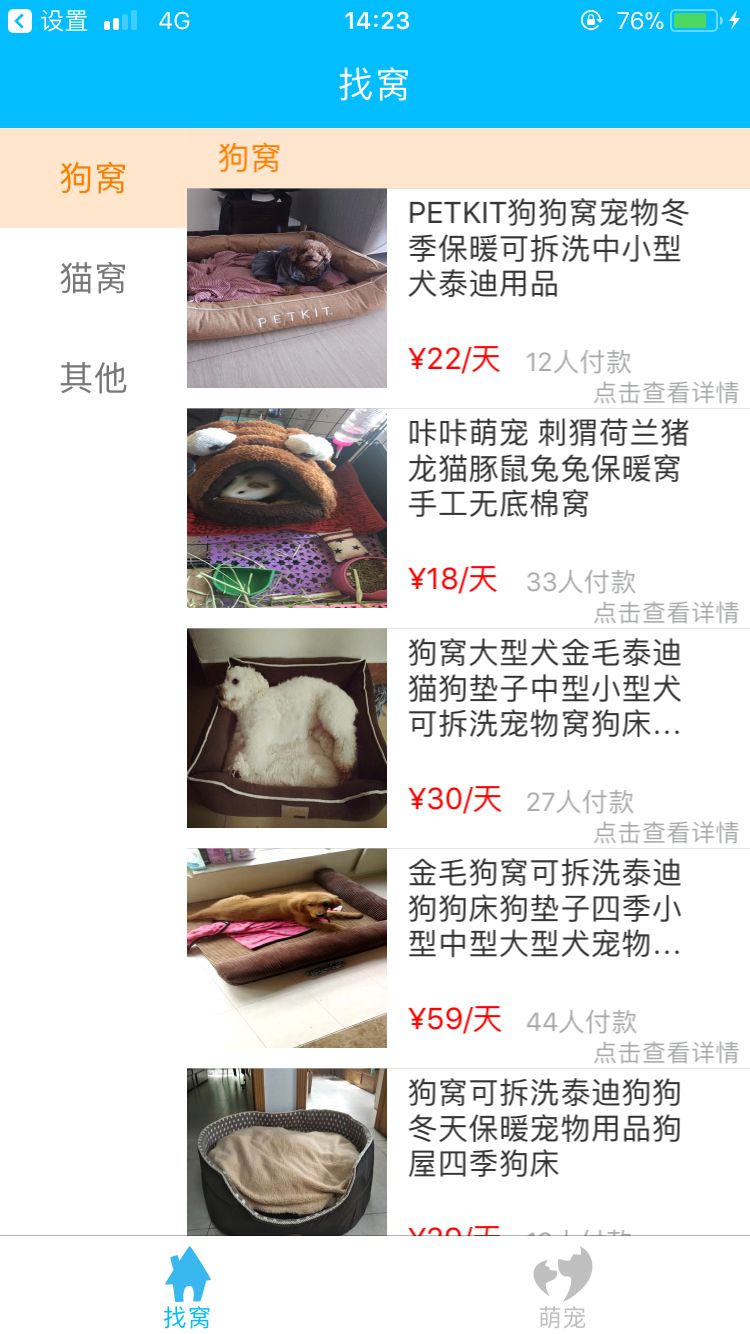 设置 4G 14:23 76%
找窝
狗窝
猫窝
其他
狗窝
PETKIT
PETKIT狗狗窝宠物冬
季保暖可拆洗中小型
犬泰迪用品
¥22/天 12人付款
点击查看详情
咔咔萌宠 刺猬荷兰猪
龙猫豚鼠兔兔保暖窝
手工无底棉窝
¥18/天 33人付款
点击查看详情
狗窝大型犬金毛泰迪
猫狗垫子中型小型犬
可拆洗宠物窝狗床...
¥30/天 27人付款
点击查看详情
金毛狗窝可拆洗泰迪
狗狗床狗垫子四季小
型中型大型犬宠物...
¥59/天 44人付款
点击查看详情
狗窝可拆洗泰迪狗狗
冬天保暖宠物用品狗
屋四季狗床
找窝 萌宠